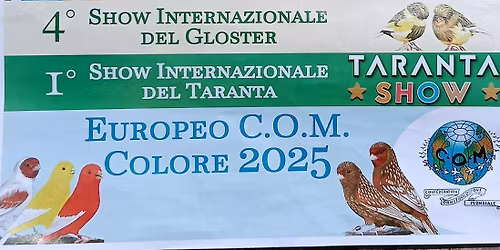 4° Show Internazionale
del Gloster
1° Show Internazionale
del Taranta
TARANTA
SHOW
Europeo C.O.M.
Colore 2025
C.O.M.